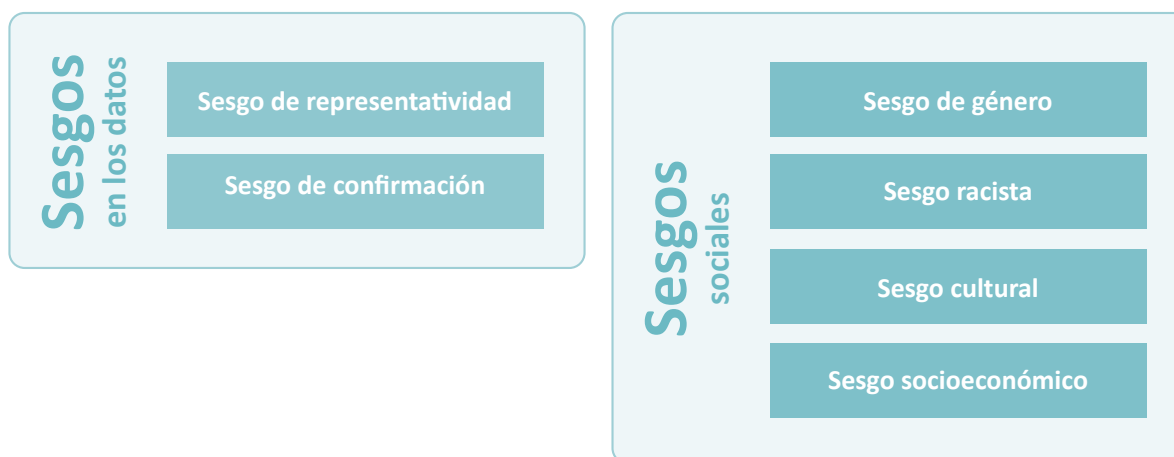 Sesgos
en los datos
Sesgo de representatividad
Sesgo de confirmación
Sesgos
sociales
Sesgo de género
Sesgo racista
Sesgo cultural
Sesgo socioeconómico